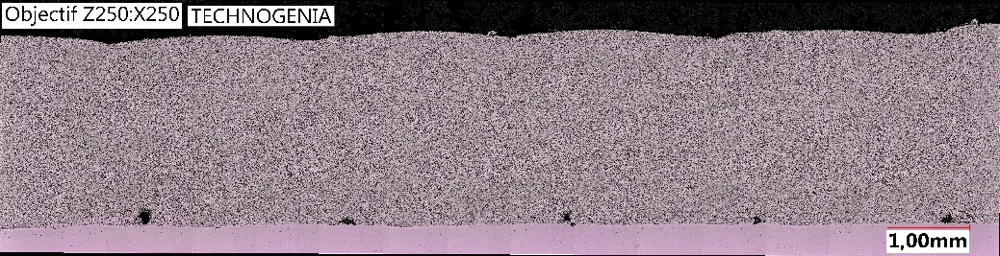 Objectif Z250:X250
TECHNOGENIA
1,00mm